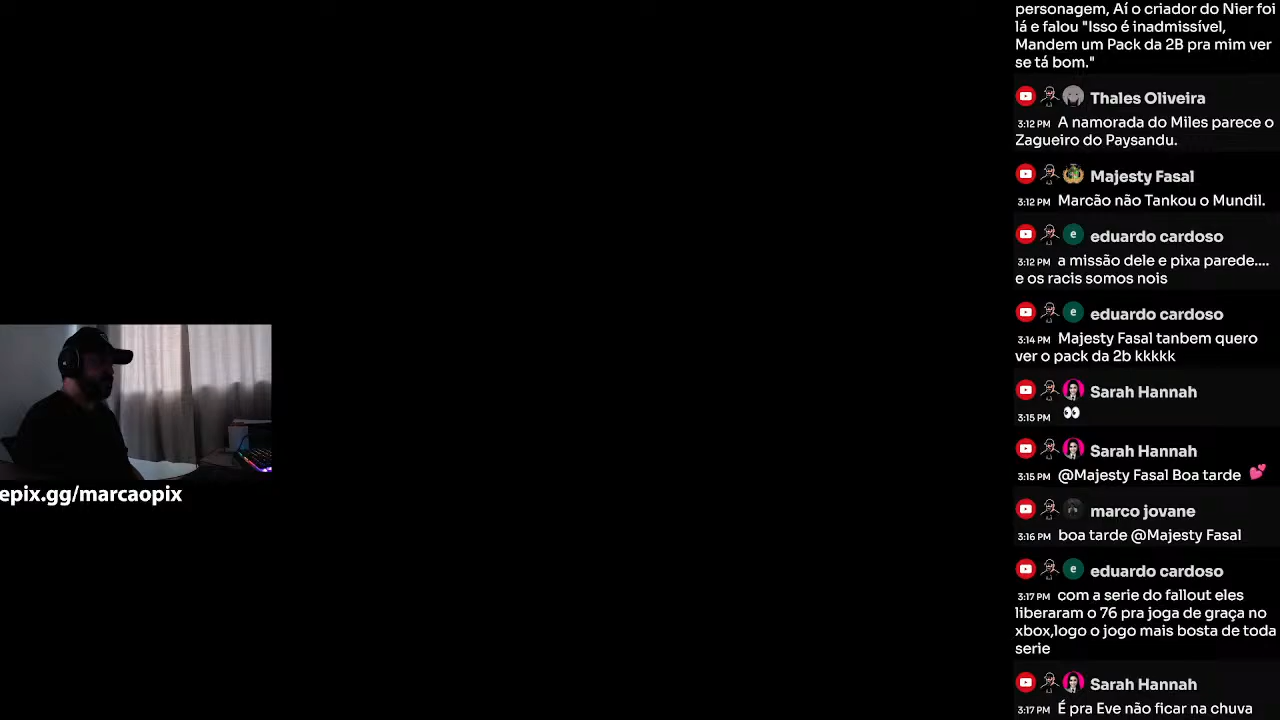 personagem, Aí o criador do Nier foi
lá e falou "Isso é inadmissível,
Mandem um Pack da 2B pra mim ver
se tá bom."
Thales Oliveira
3:12 PM A namorada do Miles parece o
Zagueiro do Paysandu.
Majesty Fasal
3:12 PM Marcão não Tankou o Mundil.
e eduardo cardoso
3:12 PM a missão dele e pixa parede....
e os racis somos nois
e eduardo cardoso
3:14 PM Majesty Fasal tanbem quero
ver o pack da 2b kkkkk
Sarah Hannah
3:15 PM 👀
Sarah Hannah
3:15 PM @Majesty Fasal Boa tarde 💕
marco jovane
3:16 PM boa tarde @Majesty Fasal
e eduardo cardoso
3:17 PM com a serie do fallout eles
liberaram o 76 pra joga de graça no
xbox,logo o jogo mais bosta de toda
serie
Sarah Hannah
3:17 PM É pra Eve não ficar na chuva
epix.gg/marcaopix